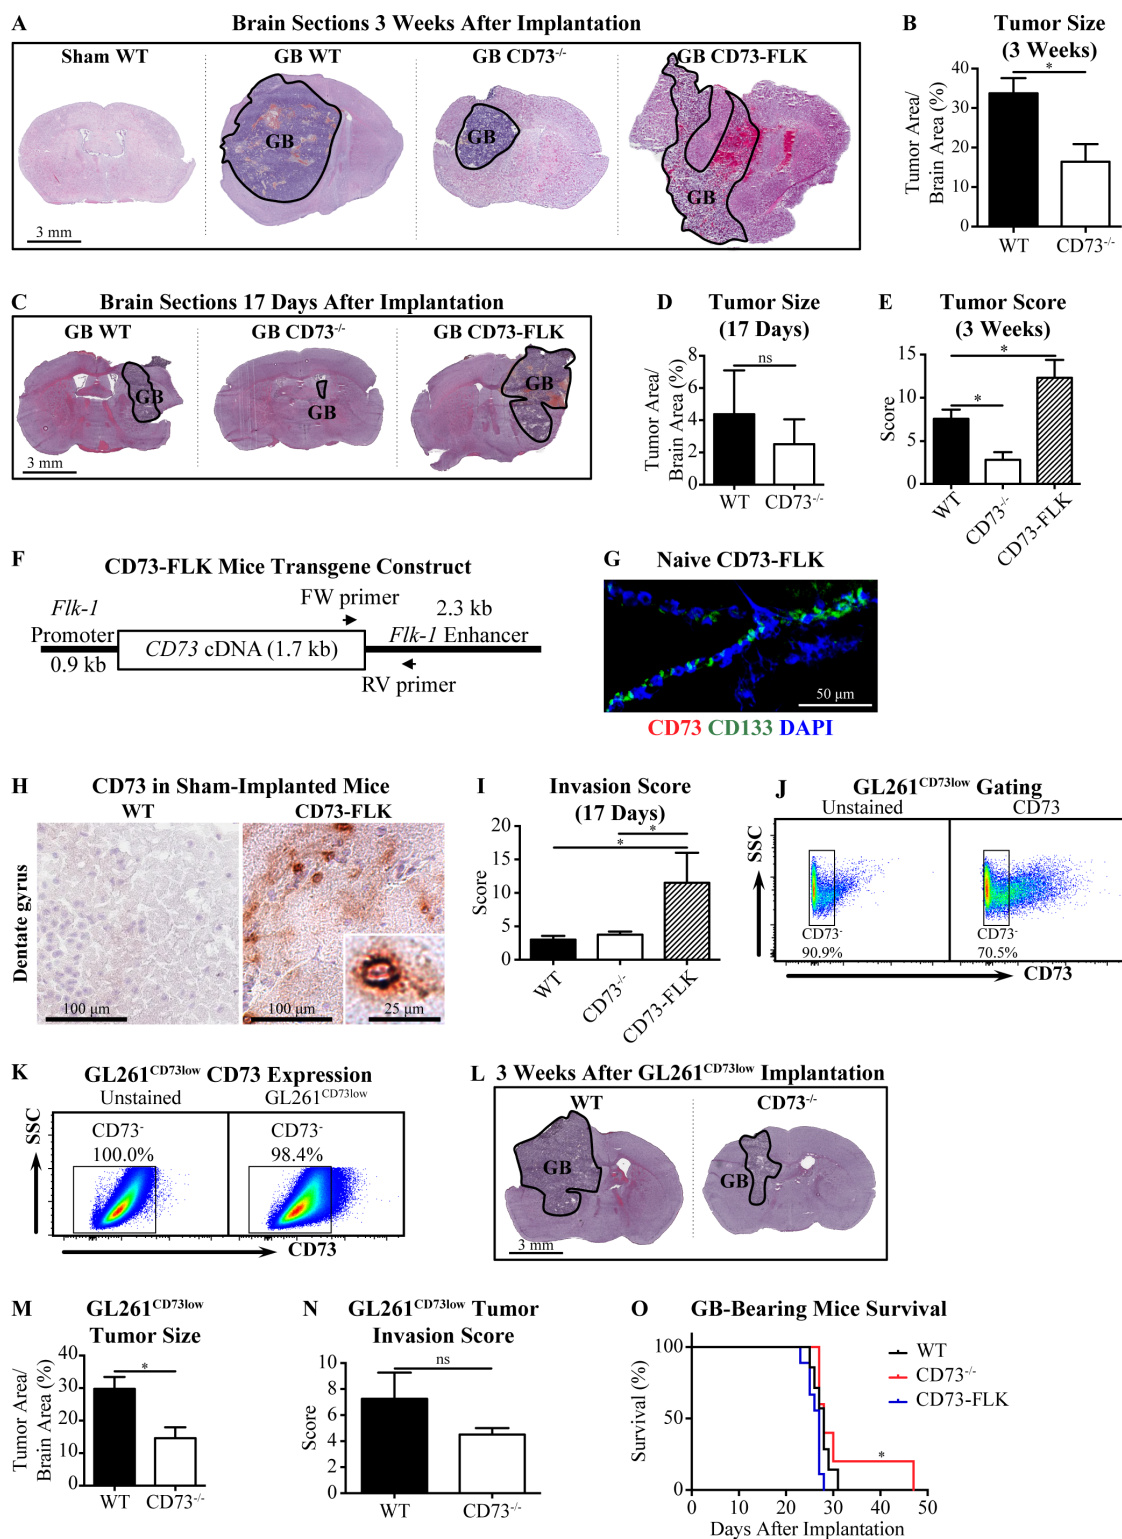 A Brain Sections 3 Weeks After Implantation
Sham WT GB WT GB CD73-/- GB CD73-FLK
GB GB GB
3 mm
B Tumor Size
(3 Weeks)
Tumor Area/
Brain Area (%)
40
30
20
10
0
*
WT CD73-/-
C Brain Sections 17 Days After Implantation
GB WT GB CD73-/- GB CD73-FLK
GB GB GB
3 mm
D Tumor Size
(17 Days)
Tumor Area/
Brain Area (%)
8
6
4
2
0
ns
WT CD73-/-
E Tumor Score
(3 Weeks)
Score
15
10
5
0
*
*
WT CD73-/- CD73-FLK
F CD73-FLK Mice Transgene Construct
FW primer
Flk-1 2.3 kb
Promoter CD73 cDNA (1.7 kb) Flk-1 Enhancer
0.9 kb
RV primer
G Naive CD73-FLK
50 μm
CD73 CD133 DAPI
H CD73 in Sham-Implanted Mice
WT CD73-FLK
Dentate gyrus
100 μm 100 μm 25 μm
I Invasion Score
(17 Days)
Score
20
15
10
5
0
*
*
WT CD73-/- CD73-FLK
J GL261CD73low Gating
Unstained CD73
SSC
CD73- CD73-
90.9% 70.5%
CD73
K GL261CD73low CD73 Expression
Unstained GL261CD73low
SSC
CD73- CD73-
100.0% 98.4%
CD73
L 3 Weeks After GL261CD73low Implantation
WT CD73-/-
GB GB
3 mm
M GL261CD73low
Tumor Size
Tumor Area/
Brain Area (%)
40
30
20
10
0
*
WT CD73-/-
N GL261CD73low Tumor
Invasion Score
Score
10
8
6
4
2
0
ns
WT CD73-/-
O GB-Bearing Mice Survival
Survival (%)
100
50
0
WT
CD73-/-
CD73-FLK
*
0 10 20 30 40 50
Days After Implantation